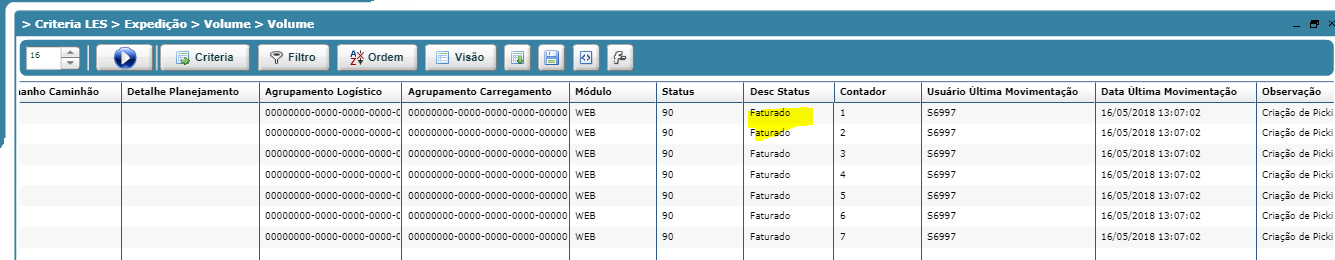 > Criteria LES > Expedição > Volume > Volume
16 Criteria Filtro Ordem Visão
anho Caminhão Detalhe Planejamento Agrupamento Logístico Agrupamento Carregamento Módulo Status Desc Status Contador Usuário Última Movimentação Data Última Movimentação Observação
00000000-0000-0000-0000-0 00000000-0000-0000-0000-00000 WEB 90 Faturado 1 S6997 16/05/2018 13:07:02 Criação de Picki
00000000-0000-0000-0000-0 00000000-0000-0000-0000-00000 WEB 90 Faturado 2 S6997 16/05/2018 13:07:02 Criação de Picki
00000000-0000-0000-0000-0 00000000-0000-0000-0000-00000 WEB 90 Faturado 3 S6997 16/05/2018 13:07:02 Criação de Picki
00000000-0000-0000-0000-0 00000000-0000-0000-0000-00000 WEB 90 Faturado 4 S6997 16/05/2018 13:07:02 Criação de Picki
00000000-0000-0000-0000-0 00000000-0000-0000-0000-00000 WEB 90 Faturado 5 S6997 16/05/2018 13:07:02 Criação de Picki
00000000-0000-0000-0000-0 00000000-0000-0000-0000-00000 WEB 90 Faturado 6 S6997 16/05/2018 13:07:02 Criação de Picki
00000000-0000-0000-0000-0 00000000-0000-0000-0000-00000 WEB 90 Faturado 7 S6997 16/05/2018 13:07:02 Criação de Picki